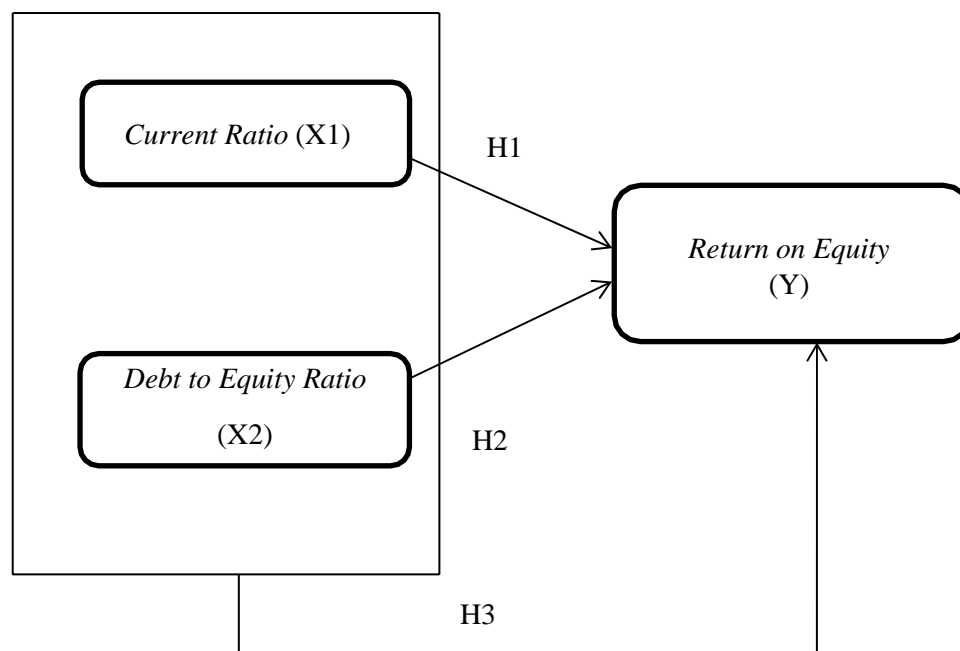 Current Ratio (X1)
H1
Return on Equity
(Y)
Debt to Equity Ratio
(X2)
H2
H3